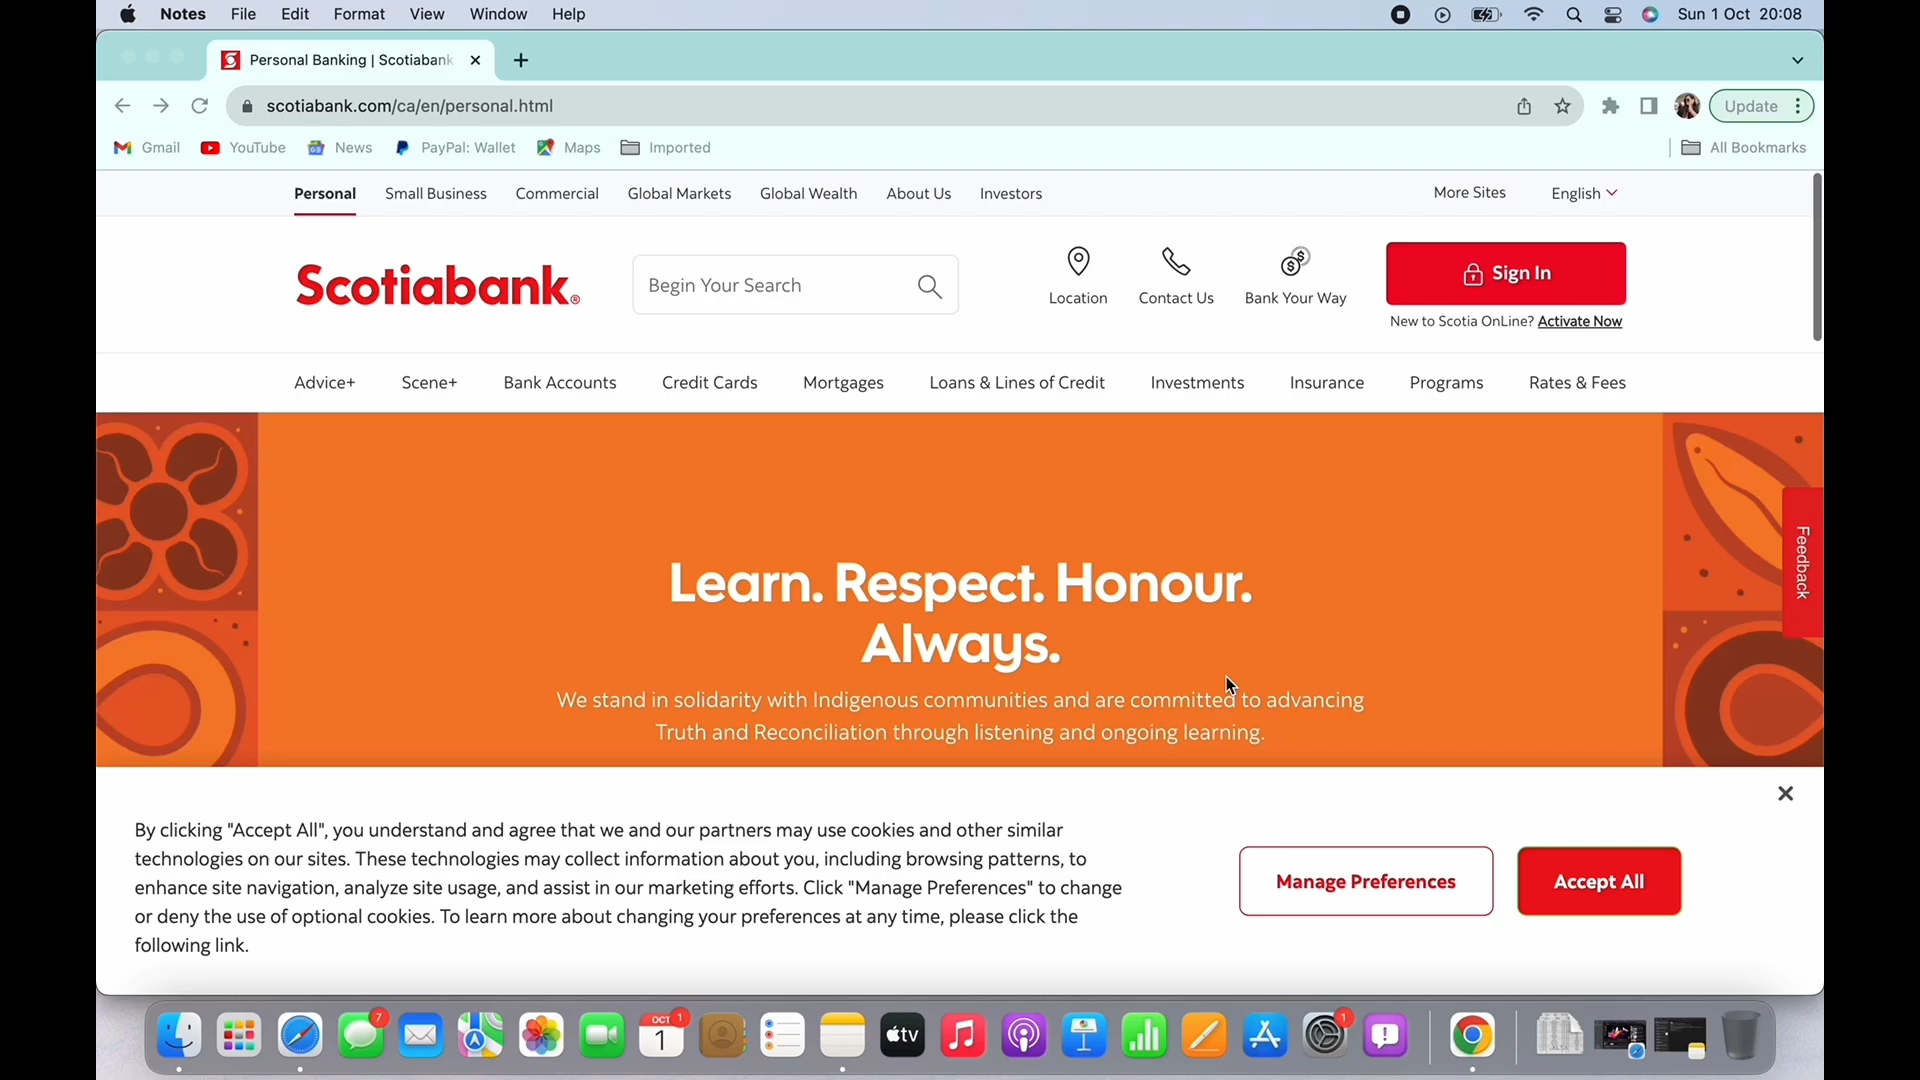 Notes File Edit Format View Window Help Sun 1 Oct 20:08
Personal Banking | Scotiabank
scotiabank.com/ca/en/personal.html Update
Gmail YouTube News PayPal: Wallet Maps Imported All Bookmarks
Personal Small Business Commercial Global Markets Global Wealth About Us Investors More Sites English
Scotiabank®
Begin Your Search
Location Contact Us Bank Your Way
Sign In
New to Scotia OnLine? Activate Now
Advice+ Scene+ Bank Accounts Credit Cards Mortgages Loans & Lines of Credit Investments Insurance Programs Rates & Fees
Learn. Respect. Honour.
Always.
We stand in solidarity with Indigenous communities and are committed to advancing
Truth and Reconciliation through listening and ongoing learning.
Feedback
By clicking "Accept All", you understand and agree that we and our partners may use cookies and other similar
technologies on our sites. These technologies may collect information about you, including browsing patterns, to
enhance site navigation, analyze site usage, and assist in our marketing efforts. Click "Manage Preferences" to change
or deny the use of optional cookies. To learn more about changing your preferences at any time, please click the
following link.
Manage Preferences
Accept All
7
OCT 1
1
tv
1